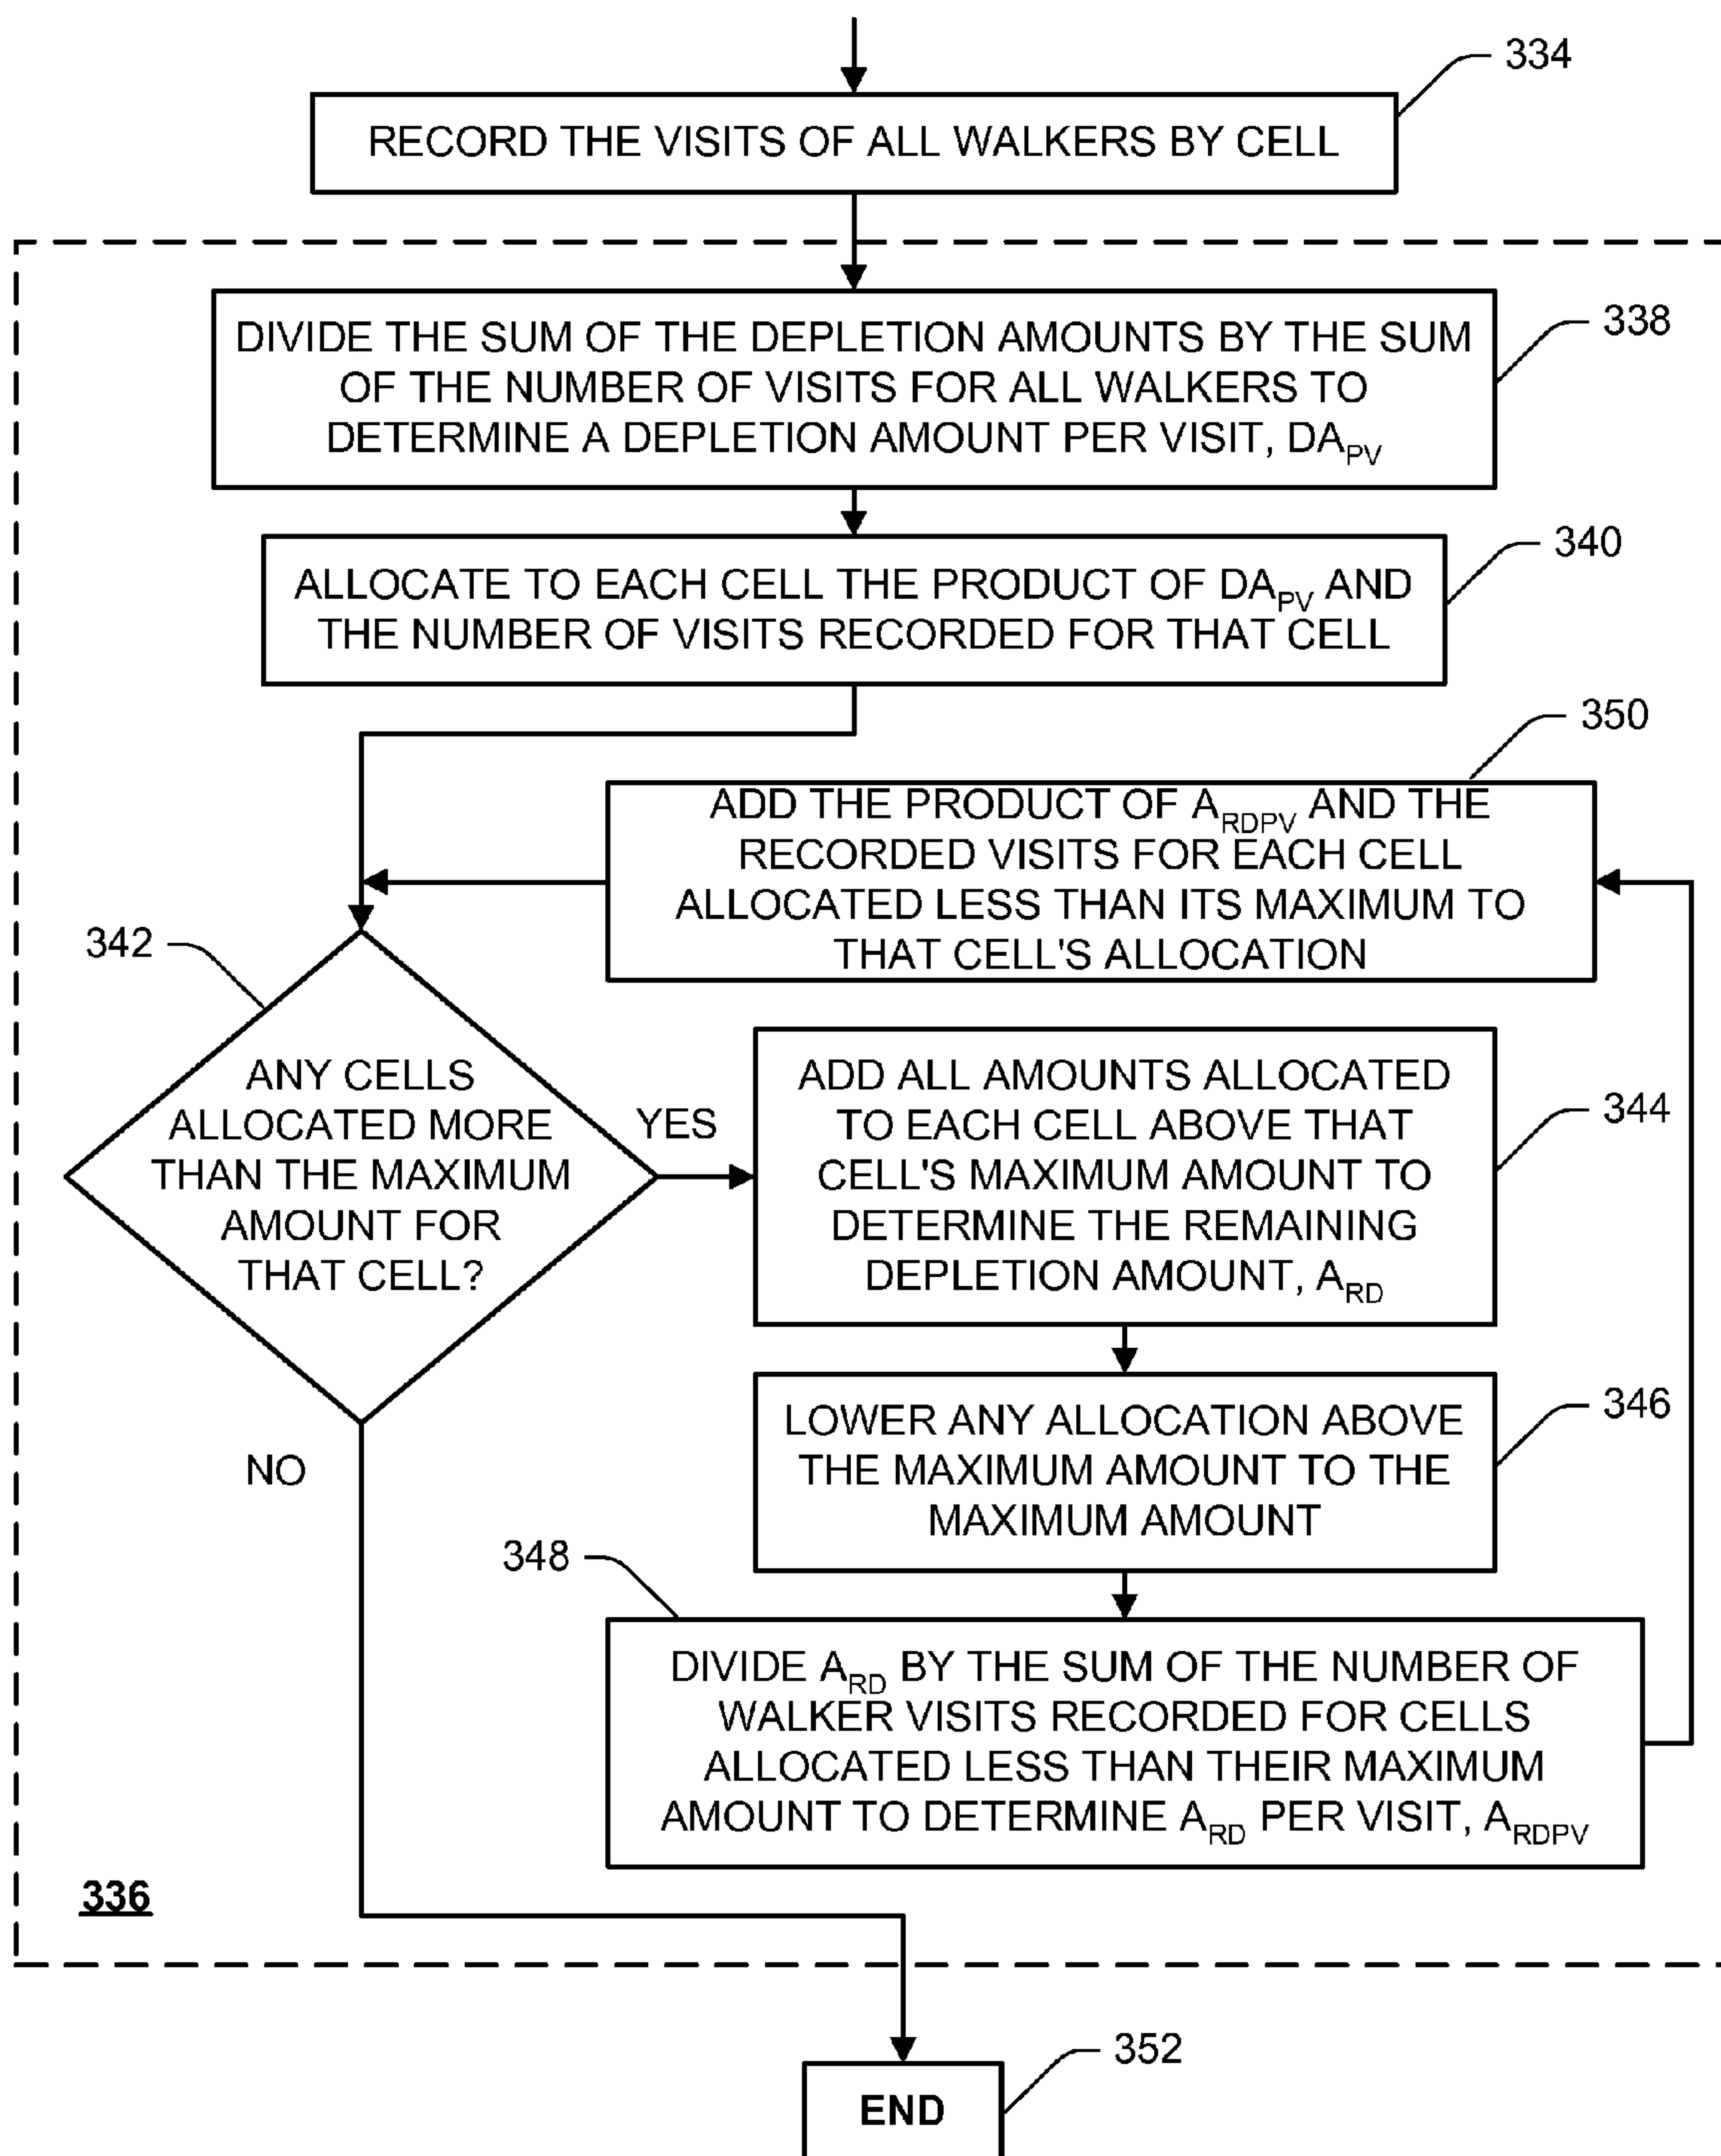 334
RECORD THE VISITS OF ALL WALKERS BY CELL
338
DIVIDE THE SUM OF THE DEPLETION AMOUNTS BY THE SUM
OF THE NUMBER OF VISITS FOR ALL WALKERS TO
DETERMINE A DEPLETION AMOUNT PER VISIT, DAPV
340
ALLOCATE TO EACH CELL THE PRODUCT OF DAPV AND
THE NUMBER OF VISITS RECORDED FOR THAT CELL
350
ADD THE PRODUCT OF ARDPV AND THE
RECORDED VISITS FOR EACH CELL
ALLOCATED LESS THAN ITS MAXIMUM TO
THAT CELL'S ALLOCATION
342
ANY CELLS
ALLOCATED MORE
THAN THE MAXIMUM
AMOUNT FOR
THAT CELL?
YES
344
ADD ALL AMOUNTS ALLOCATED
TO EACH CELL ABOVE THAT
CELL'S MAXIMUM AMOUNT TO
DETERMINE THE REMAINING
DEPLETION AMOUNT, ARD
346
LOWER ANY ALLOCATION ABOVE
THE MAXIMUM AMOUNT TO THE
MAXIMUM AMOUNT
NO
348
DIVIDE ARD BY THE SUM OF THE NUMBER OF
WALKER VISITS RECORDED FOR CELLS
ALLOCATED LESS THAN THEIR MAXIMUM
AMOUNT TO DETERMINE ARD PER VISIT, ARDPV
336
352
END